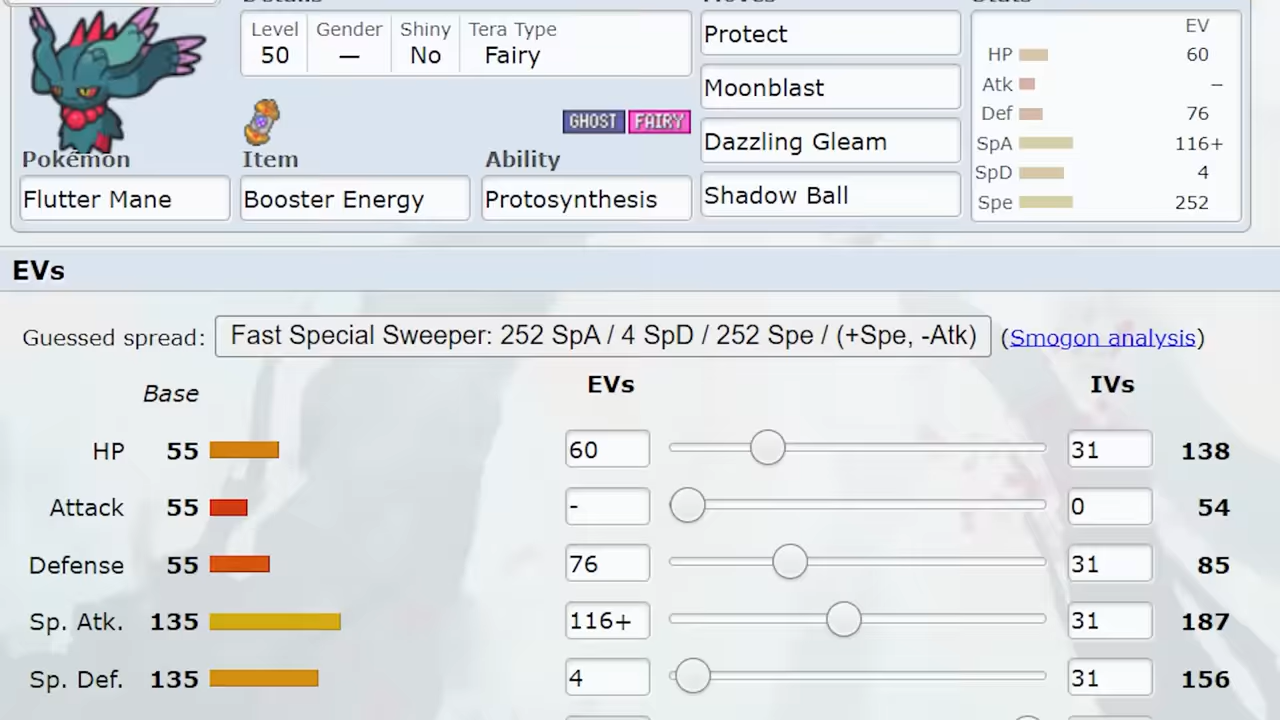 Level Gender Shiny Tera Type
50 — No Fairy
GHOST FAIRY
Pokémon Item Ability
Flutter Mane Booster Energy Protosynthesis
Protect
Moonblast
Dazzling Gleam
Shadow Ball
EV
HP 60
Atk –
Def 76
SpA 116+
SpD 4
Spe 252
EVs
Guessed spread: Fast Special Sweeper: 252 SpA / 4 SpD / 252 Spe / (+Spe, -Atk) (Smogon analysis)
Base EVs IVs
HP 55 60 31 138
Attack 55 - 0 54
Defense 55 76 31 85
Sp. Atk. 135 116+ 31 187
Sp. Def. 135 4 31 156